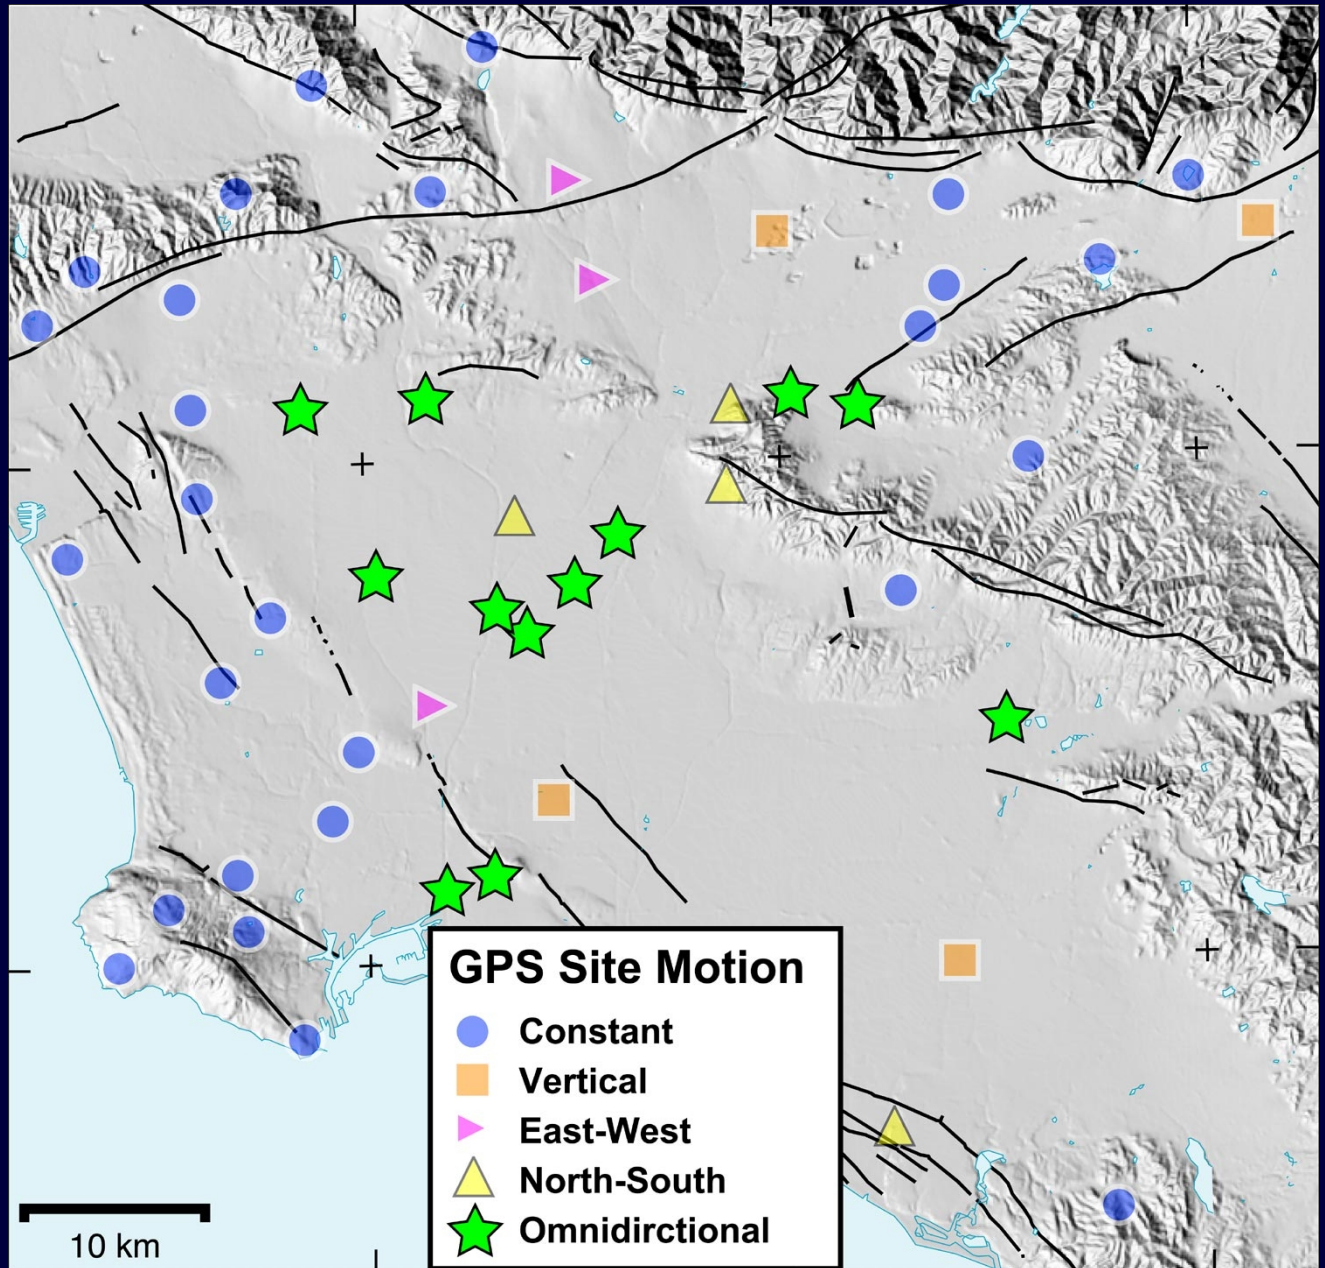 GPS Site Motion
Constant
Vertical
East-West
North-South
Omnidirctional
10 km